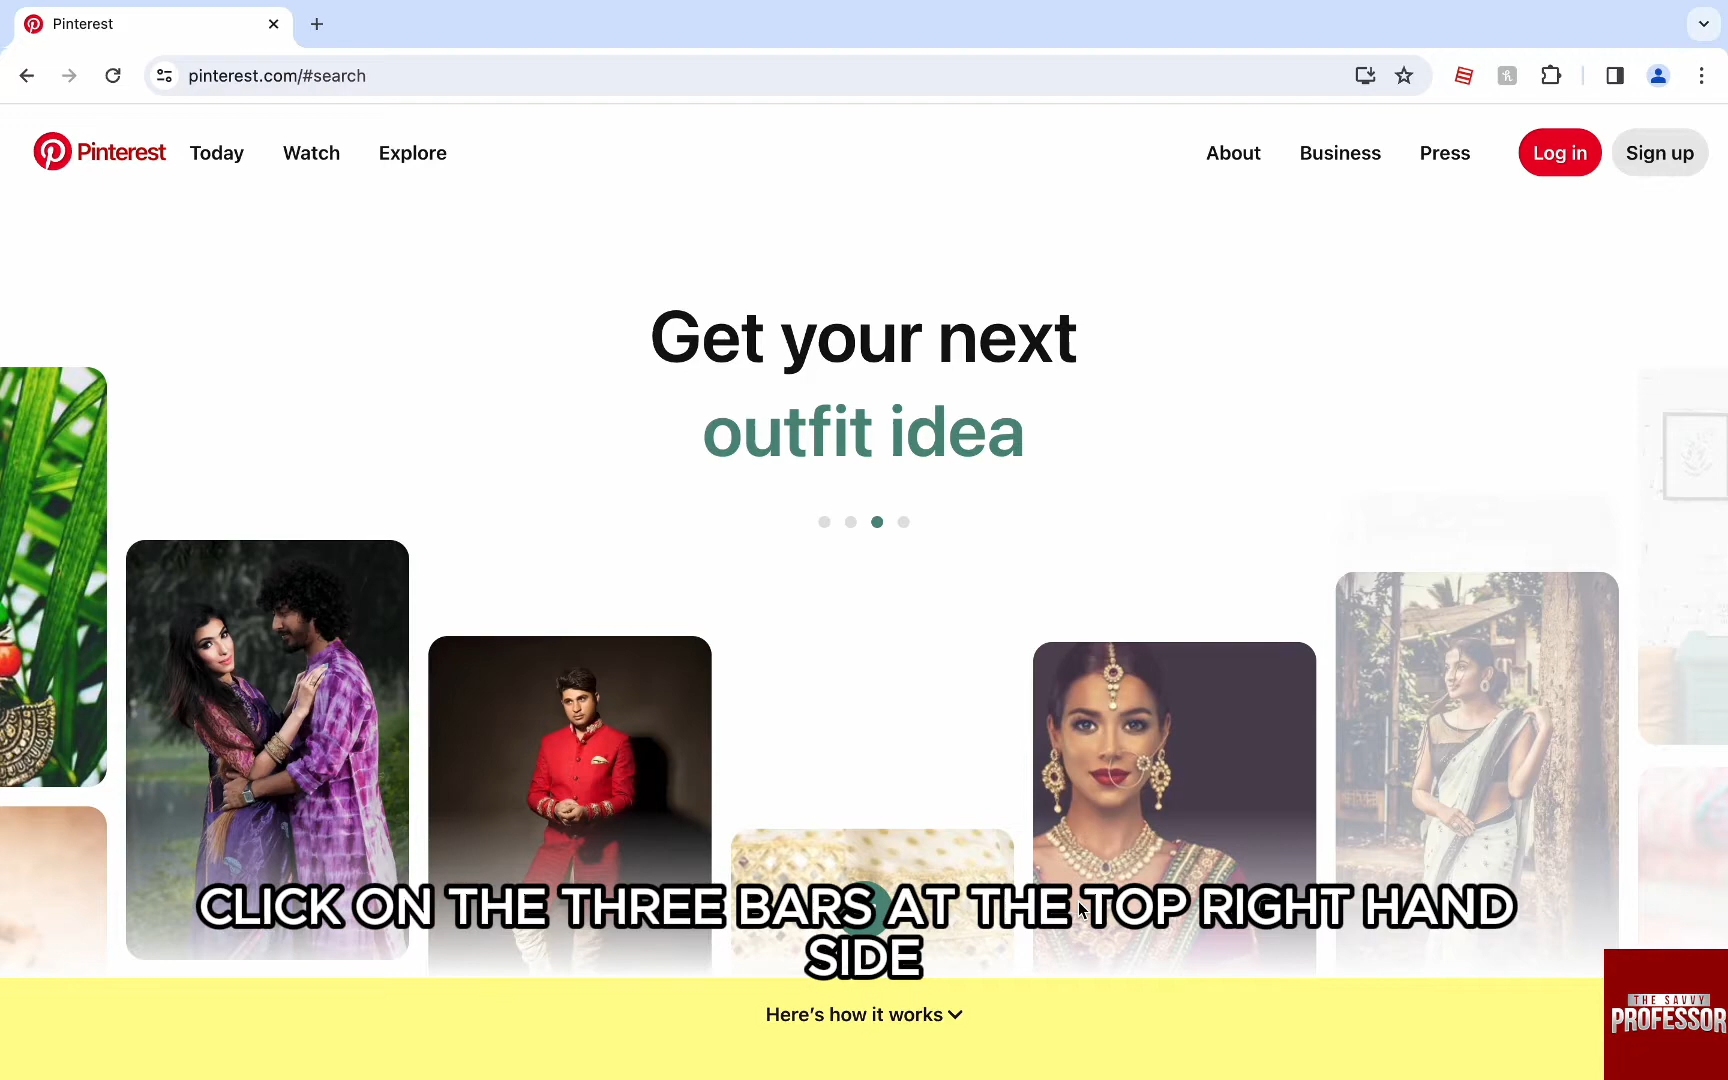 Pinterest
pinterest.com/#search
Pinterest Today Watch Explore About Business Press Log in Sign up
Get your next
outfit idea
CLICK ON THE THREE BARS AT THE TOP RIGHT HAND
SIDE
Here's how it works
THE SAVVY
PROFESSOR